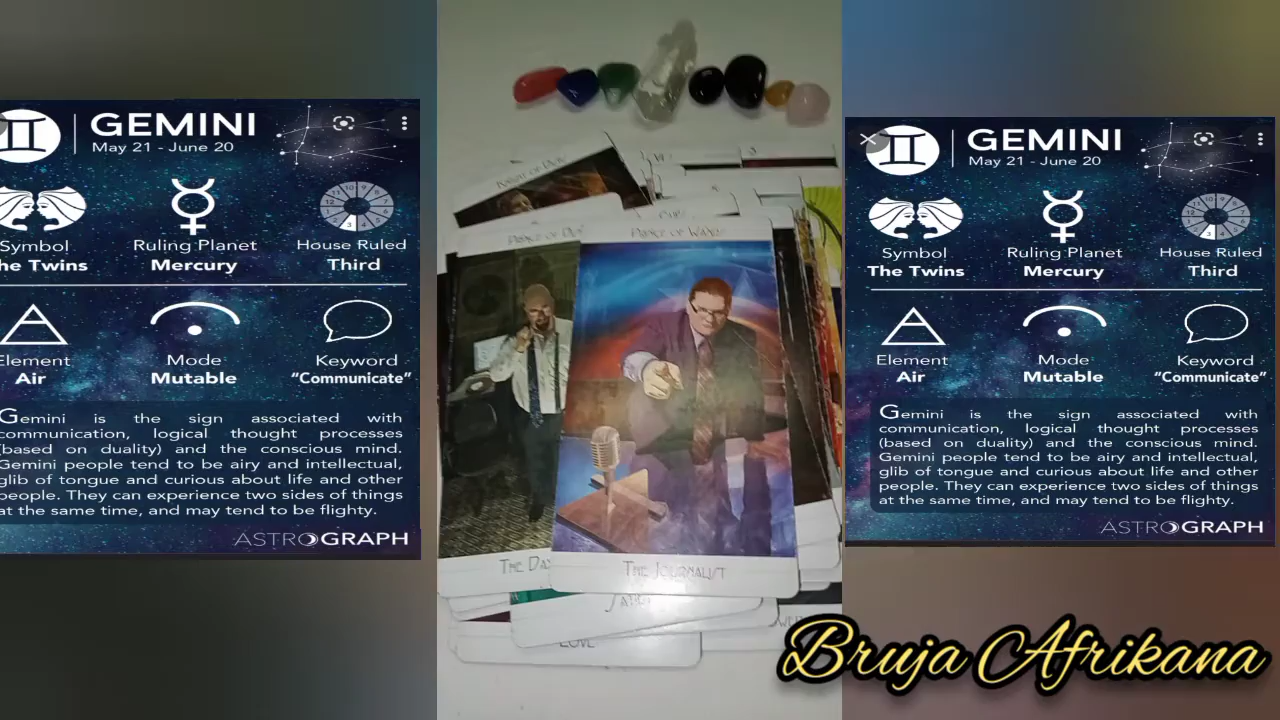 GEMINI
May 21 - June 20
Symbol
he Twins
Ruling Planet
Mercury
House Ruled
Third
Element
Air
Mode
Mutable
Keyword
"Communicate"
Gemini is the sign associated with
communication, logical thought processes
(based on duality) and the conscious mind.
Gemini people tend to be airy and intellectual,
glib of tongue and curious about life and other
people. They can experience two sides of things
at the same time, and may tend to be flighty.
ASTROGRAPH
PRINCE OF WANDS
THE DA
THE JOURNALIST
LOVE
GEMINI
May 21 - June 20
Symbol
The Twins
Ruling Planet
Mercury
House Ruled
Third
Element
Air
Mode
Mutable
Keyword
"Communicate"
Gemini is the sign associated with
communication, logical thought processes
(based on duality) and the conscious mind.
Gemini people tend to be airy and intellectual,
glib of tongue and curious about life and other
people. They can experience two sides of things
at the same time, and may tend to be flighty.
ASTROGRAPH
Bruja Afrikana